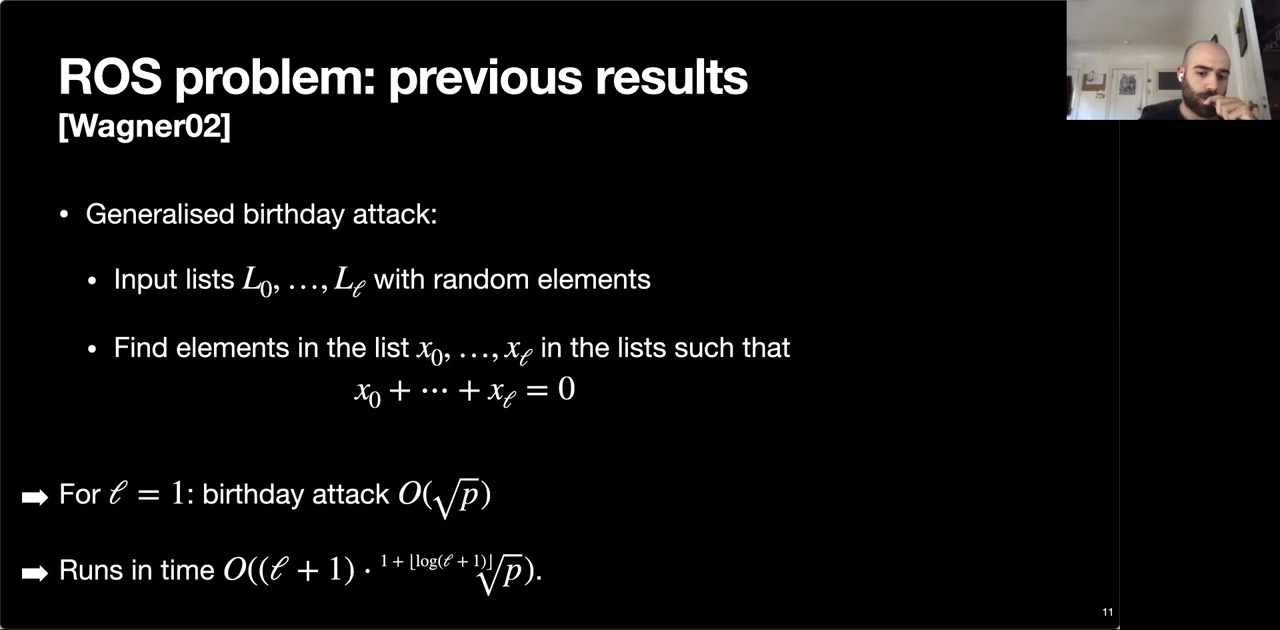 ROS problem: previous results
[Wagner02]
• Generalised birthday attack:
• Input lists L₀, …, L_ℓ with random elements
• Find elements in the list x₀, …, x_ℓ in the lists such that
x₀ + ⋯ + x_ℓ = 0
➡ For ℓ = 1: birthday attack O(√p)
➡ Runs in time O((ℓ + 1) · ^{1 + ⌊log(ℓ + 1)⌋}√p).
11